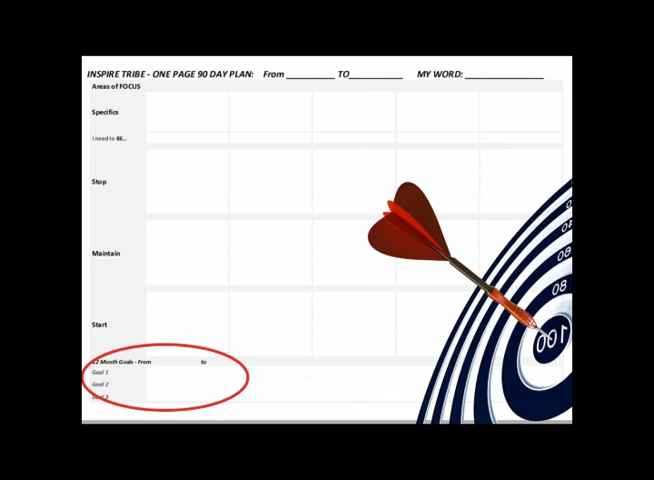 INSPIRE TRIBE - ONE PAGE 90 DAY PLAN: From __________ TO___________ MY WORD: ________________
Areas of FOCUS
Specifics
I need to BE...
Stop
Maintain
Start
12 Month Goals - From to
Goal 1
Goal 2
Goal 3
80
80
100